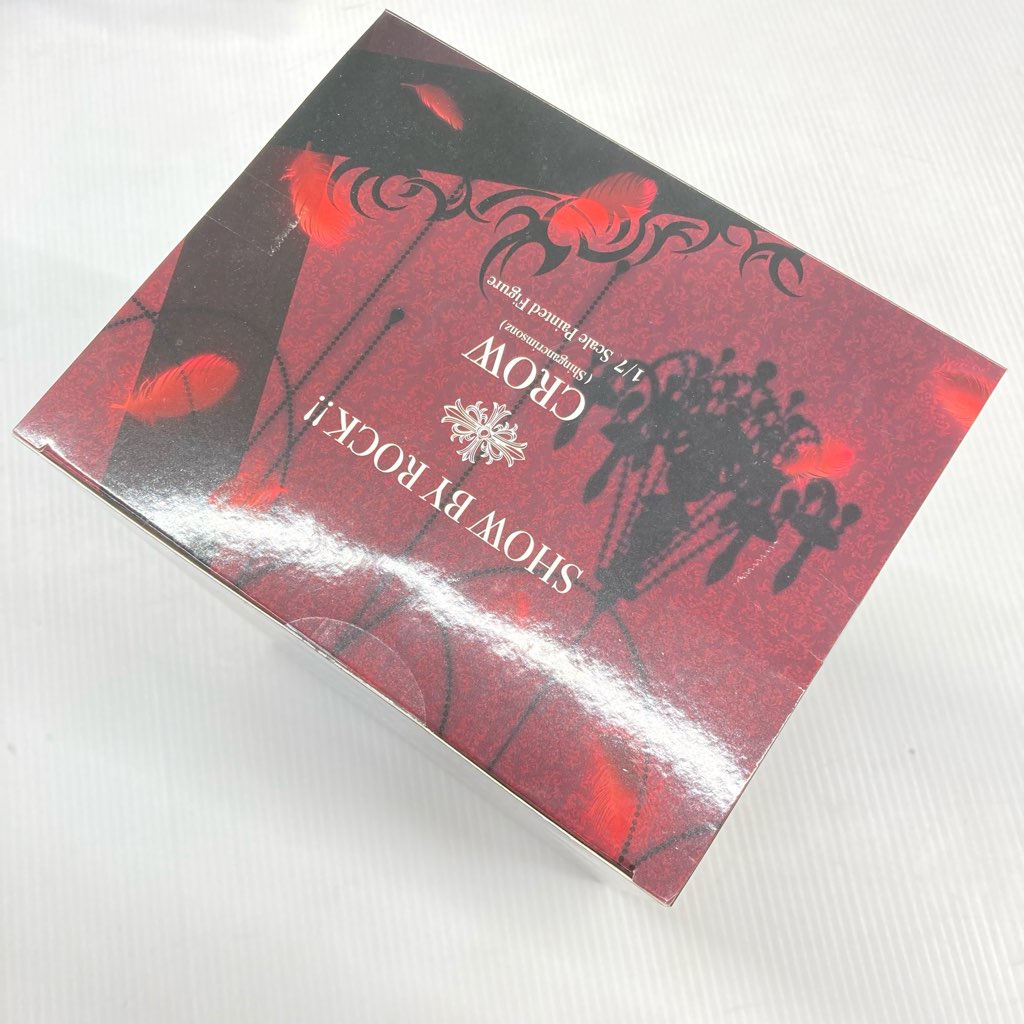 SHOW BY ROCK!!
CROW
(Shingancrimsonz)
1/7 Scale Painted Figure